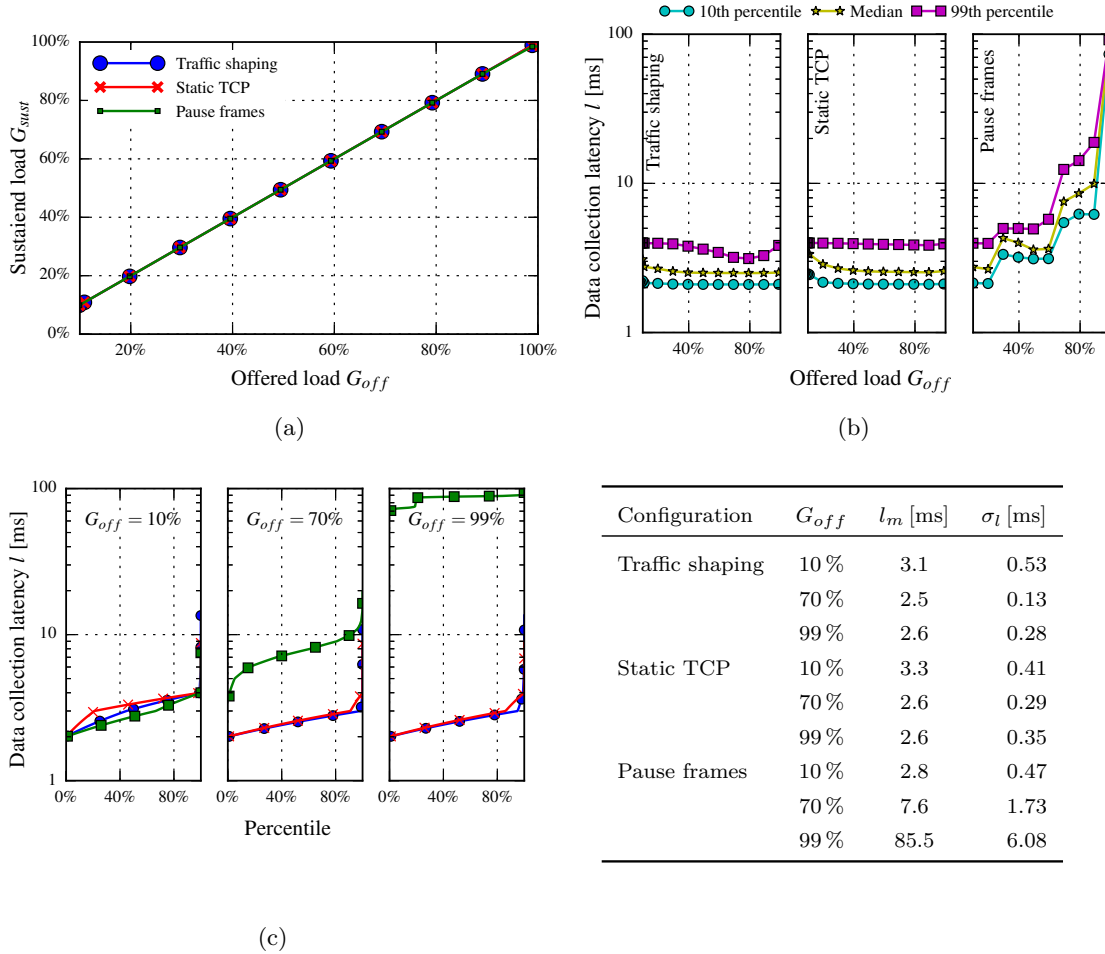 100%
80%
60%
40%
20%
0%
Sustaiend load G_sust
Traffic shaping
Static TCP
Pause frames
20% 40% 60% 80% 100%
Offered load G_off
(a)
10th percentile Median 99th percentile
100
10
1
Data collection latency l [ms]
Traffic shaping
Static TCP
Pause frames
40% 80% 40% 80% 40% 80%
Offered load G_off
(b)
100
10
1
Data collection latency l [ms]
G_off = 10% G_off = 70% G_off = 99%
0% 40% 80% 0% 40% 80% 0% 40% 80%
Percentile
(c)
Configuration G_off l_m [ms] σ_l [ms]
Traffic shaping 10 % 3.1 0.53
70 % 2.5 0.13
99 % 2.6 0.28
Static TCP 10 % 3.3 0.41
70 % 2.6 0.29
99 % 2.6 0.35
Pause frames 10 % 2.8 0.47
70 % 7.6 1.73
99 % 85.5 6.08